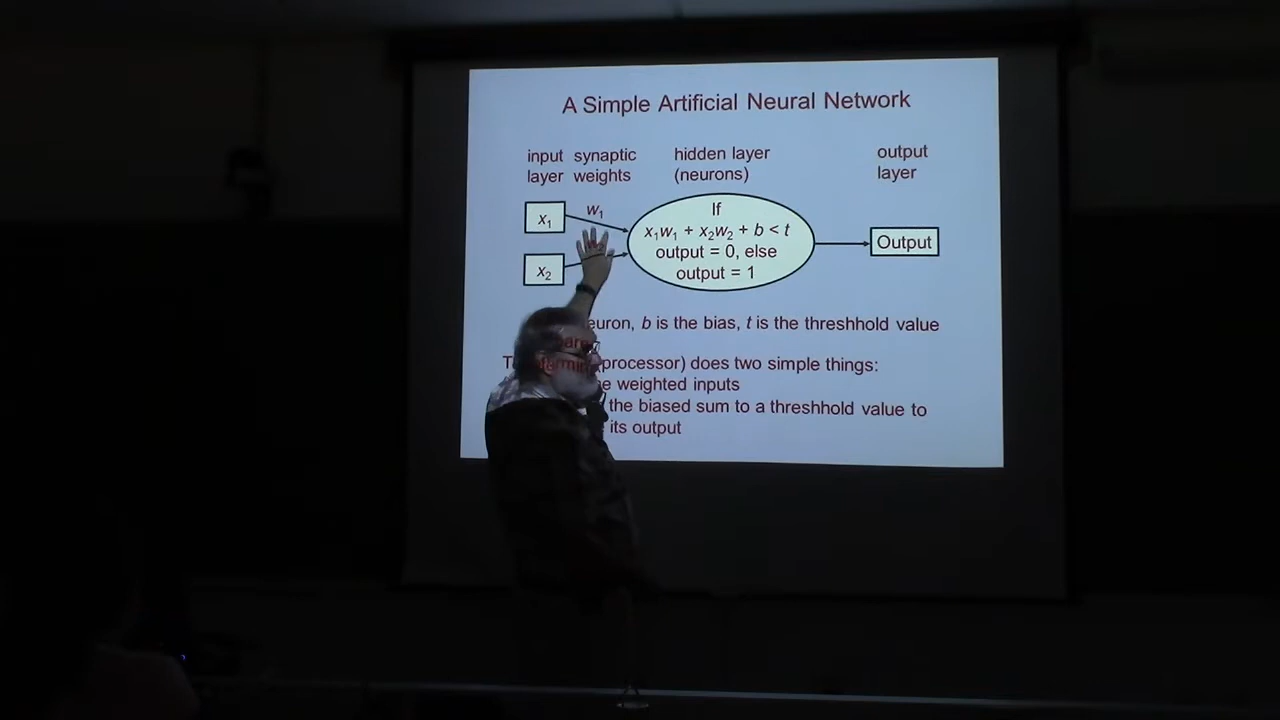 A Simple Artificial Neural Network
input synaptic hidden layer output
layer weights (neurons) layer
x₁ w₁
If
x₁w₁ + x₂w₂ + b < t
output = 0, else
output = 1
x₂
Output
euron, b is the bias, t is the threshhold value
(processor) does two simple things:
weighted inputs
the biased sum to a threshhold value to
its output